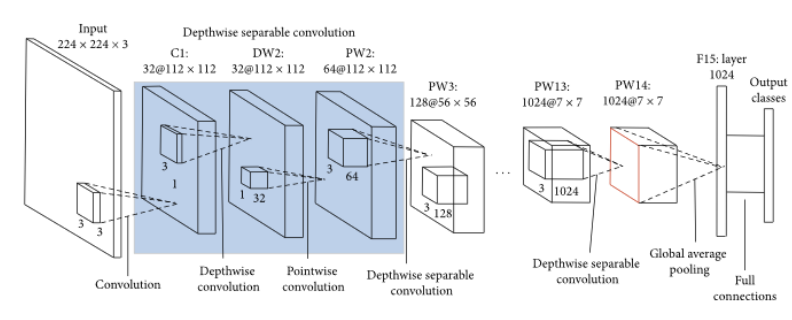 Input
224 × 224 × 3
Depthwise separable convolution
C1:
32@112 × 112
DW2:
32@112 × 112
PW2:
64@112 × 112
PW3:
128@56 × 56
PW13:
1024@7 × 7
PW14:
1024@7 × 7
F15: layer
1024
Output
classes
3
3
3
1
1
32
3
64
3
128
...
3
1024
Convolution
Depthwise
convolution
Pointwise
convolution
Depthwise separable
convolution
Depthwise separable
convolution
Global average
pooling
Full
connections